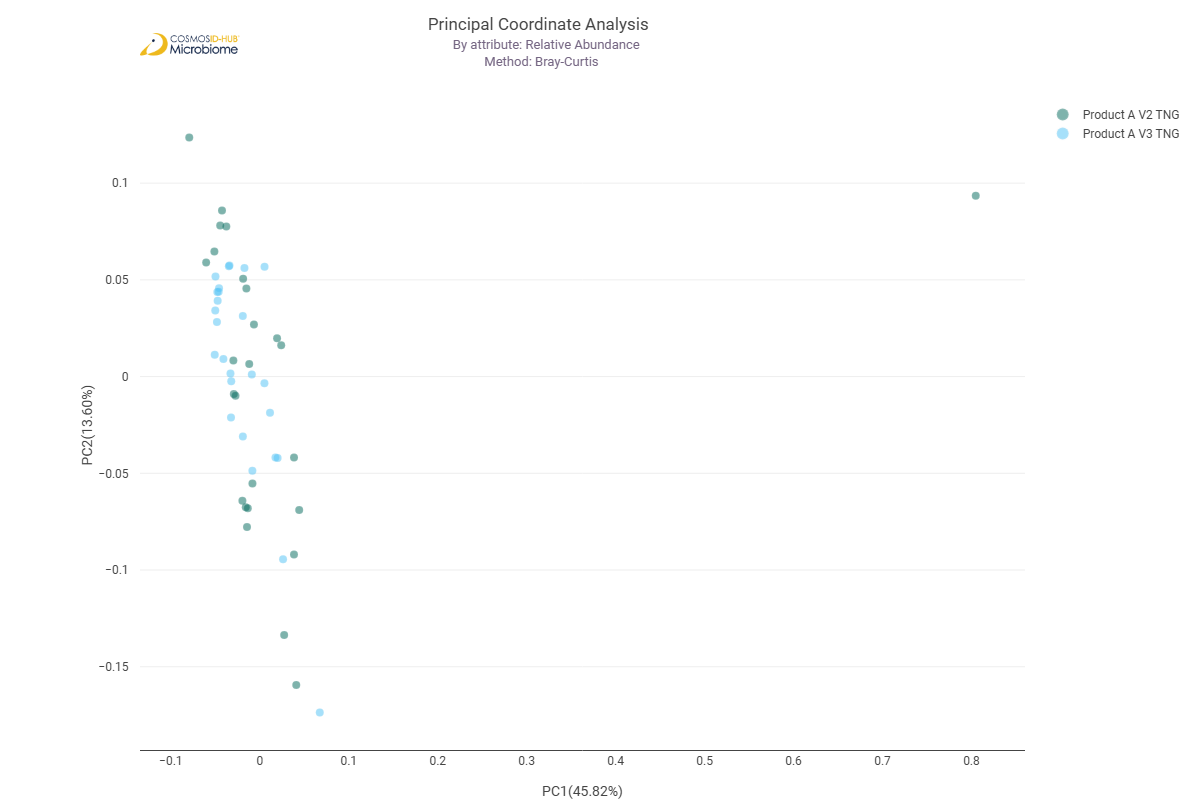 Principal Coordinate Analysis
By attribute: Relative Abundance
Method: Bray-Curtis
COSMOSID-HUB
Microbiome
Product A V2 TNG
Product A V3 TNG
0.1
0.05
0
−0.05
−0.1
−0.15
PC2(13.60%)
−0.1 0 0.1 0.2 0.3 0.4 0.5 0.6 0.7 0.8
PC1(45.82%)